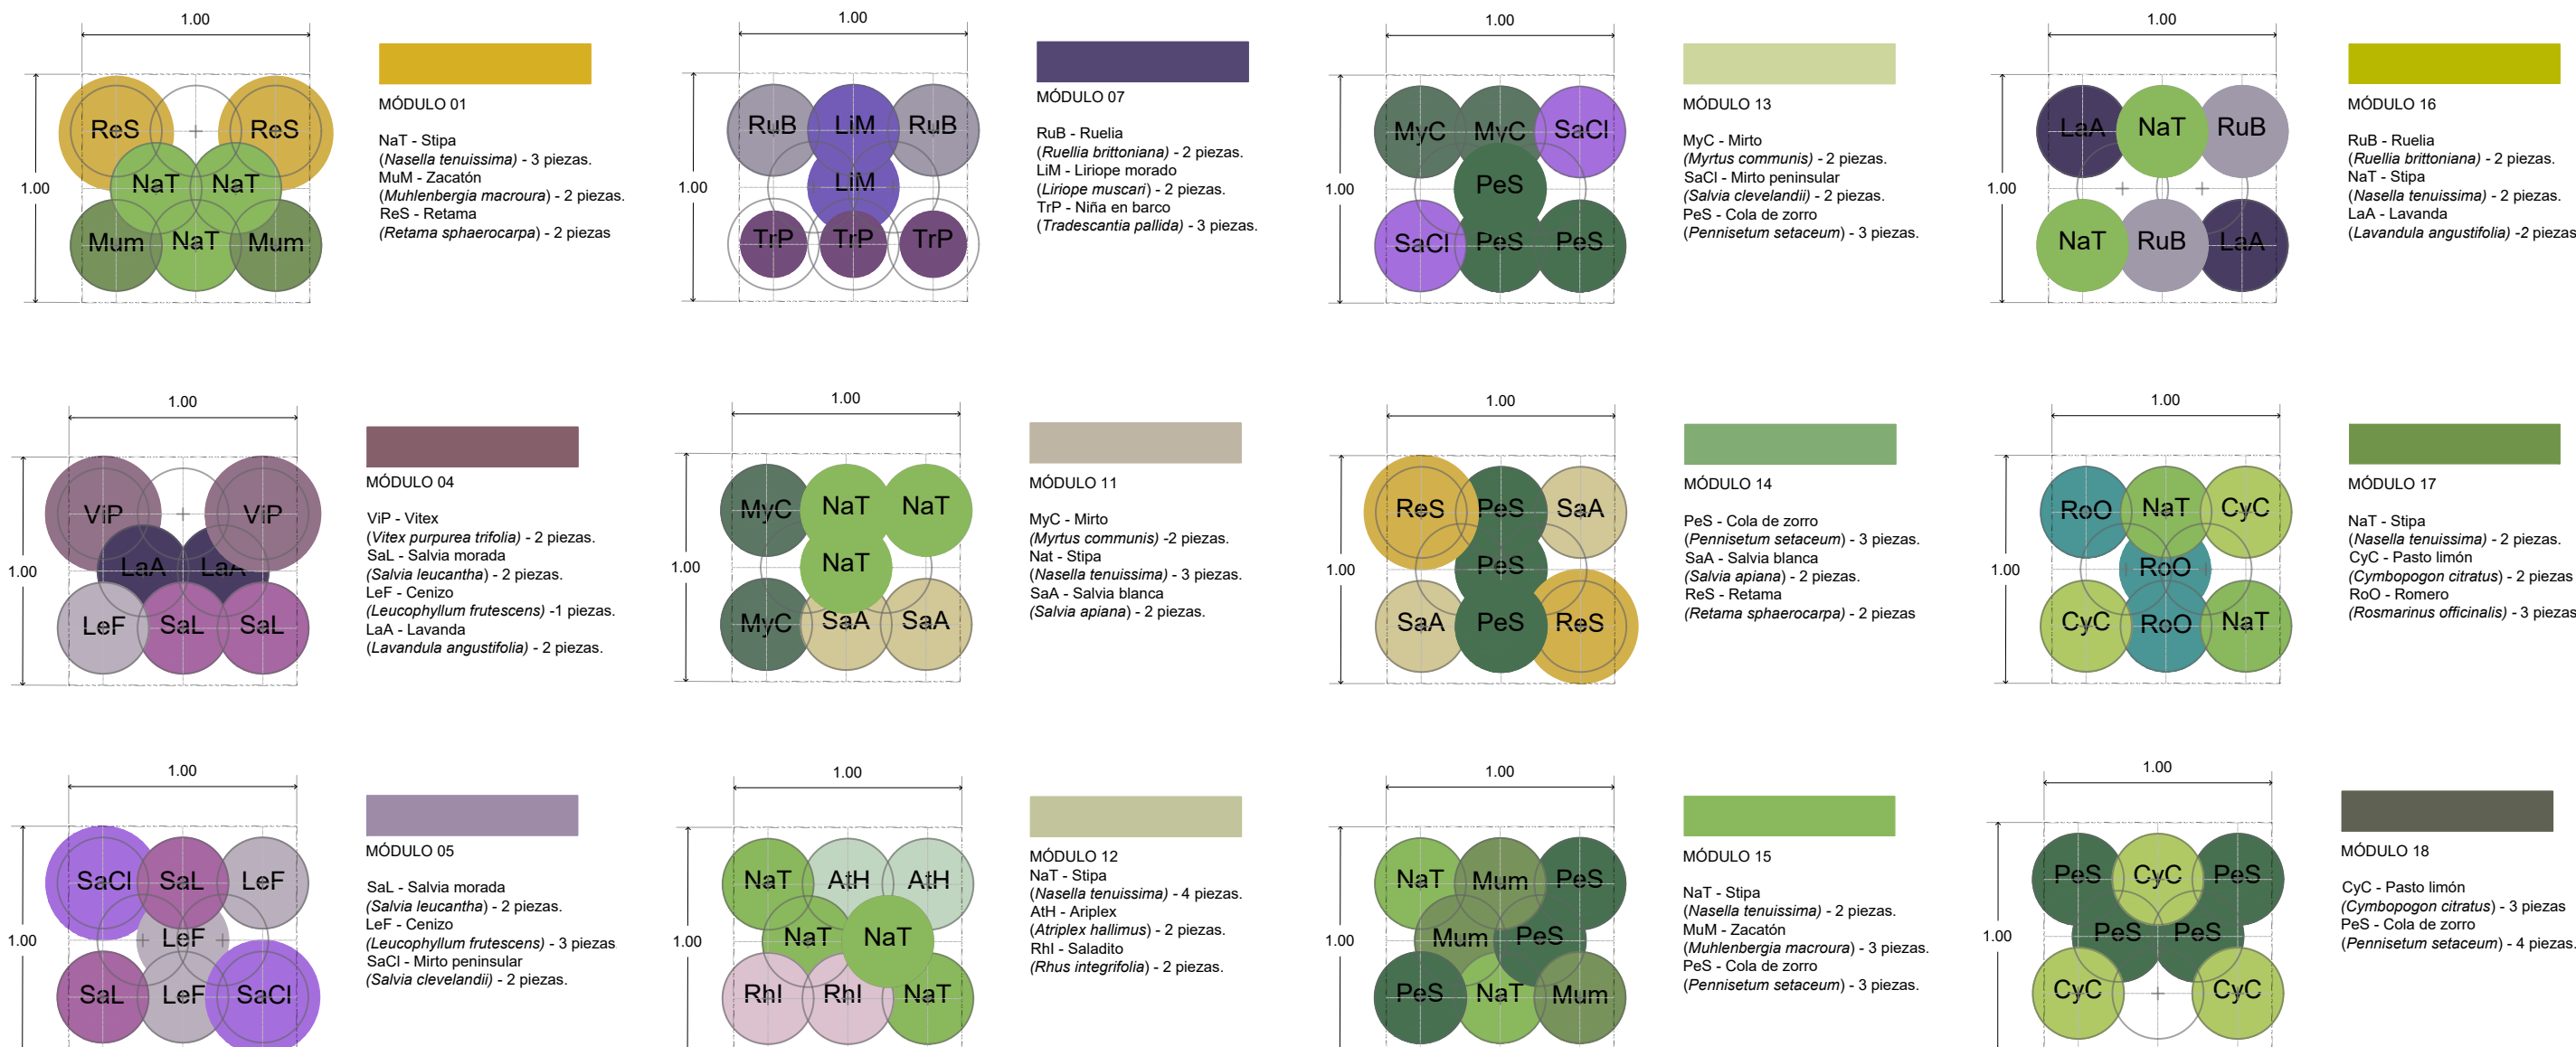 1.00
1.00
ReS
ReS
NaT
NaT
Mum
NaT
Mum
MÓDULO 01
NaT - Stipa
(Nasella tenuissima) - 3 piezas.
MuM - Zacatón
(Muhlenbergia macroura) - 2 piezas.
ReS - Retama
(Retama sphaerocarpa) - 2 piezas
1.00
1.00
RuB
LiM
RuB
LiM
TrP
TrP
TrP
MÓDULO 07
RuB - Ruelia
(Ruellia brittoniana) - 2 piezas.
LiM - Liriope morado
(Liriope muscari) - 2 piezas.
TrP - Niña en barco
(Tradescantia pallida) - 3 piezas.
1.00
1.00
MyC
MyC
SaCl
PeS
SaCl
PeS
PeS
MÓDULO 13
MyC - Mirto
(Myrtus communis) - 2 piezas.
SaCl - Mirto peninsular
(Salvia clevelandii) - 2 piezas.
PeS - Cola de zorro
(Pennisetum setaceum) - 3 piezas.
1.00
1.00
LaA
NaT
RuB
NaT
RuB
LaA
MÓDULO 16
RuB - Ruelia
(Ruellia brittoniana) - 2 piezas.
NaT - Stipa
(Nasella tenuissima) - 2 piezas.
LaA - Lavanda
(Lavandula angustifolia) -2 piezas
1.00
1.00
ViP
ViP
LaA
LaA
LeF
SaL
SaL
MÓDULO 04
ViP - Vitex
(Vitex purpurea trifolia) - 2 piezas.
SaL - Salvia morada
(Salvia leucantha) - 2 piezas.
LeF - Cenizo
(Leucophyllum frutescens) -1 piezas.
LaA - Lavanda
(Lavandula angustifolia) - 2 piezas.
1.00
1.00
MyC
NaT
NaT
NaT
MyC
SaA
SaA
MÓDULO 11
MyC - Mirto
(Myrtus communis) -2 piezas.
Nat - Stipa
(Nasella tenuissima) - 3 piezas.
SaA - Salvia blanca
(Salvia apiana) - 2 piezas.
1.00
1.00
ReS
PeS
SaA
PeS
SaA
PeS
ReS
MÓDULO 14
PeS - Cola de zorro
(Pennisetum setaceum) - 3 piezas.
SaA - Salvia blanca
(Salvia apiana) - 2 piezas.
ReS - Retama
(Retama sphaerocarpa) - 2 piezas
1.00
1.00
RoO
NaT
CyC
RoO
CyC
RoO
NaT
MÓDULO 17
NaT - Stipa
(Nasella tenuissima) - 2 piezas.
CyC - Pasto limón
(Cymbopogon citratus) - 2 piezas
RoO - Romero
(Rosmarinus officinalis) - 3 piezas
1.00
1.00
SaCl
SaL
LeF
LeF
SaL
LeF
SaCl
MÓDULO 05
SaL - Salvia morada
(Salvia leucantha) - 2 piezas.
LeF - Cenizo
(Leucophyllum frutescens) - 3 piezas
SaCl - Mirto peninsular
(Salvia clevelandii) - 2 piezas.
1.00
1.00
NaT
AtH
AtH
NaT
NaT
RhI
RhI
NaT
MÓDULO 12
NaT - Stipa
(Nasella tenuissima) - 4 piezas.
AtH - Ariplex
(Atriplex hallimus) - 2 piezas.
RhI - Saladito
(Rhus integrifolia) - 2 piezas.
1.00
1.00
NaT
Mum
PeS
Mum
PeS
PeS
NaT
Mum
MÓDULO 15
NaT - Stipa
(Nasella tenuissima) - 2 piezas.
MuM - Zacatón
(Muhlenbergia macroura) - 3 piezas.
PeS - Cola de zorro
(Pennisetum setaceum) - 3 piezas.
1.00
1.00
PeS
CyC
PeS
PeS
PeS
CyC
CyC
MÓDULO 18
CyC - Pasto limón
(Cymbopogon citratus) - 3 piezas
PeS - Cola de zorro
(Pennisetum setaceum) - 4 piezas.